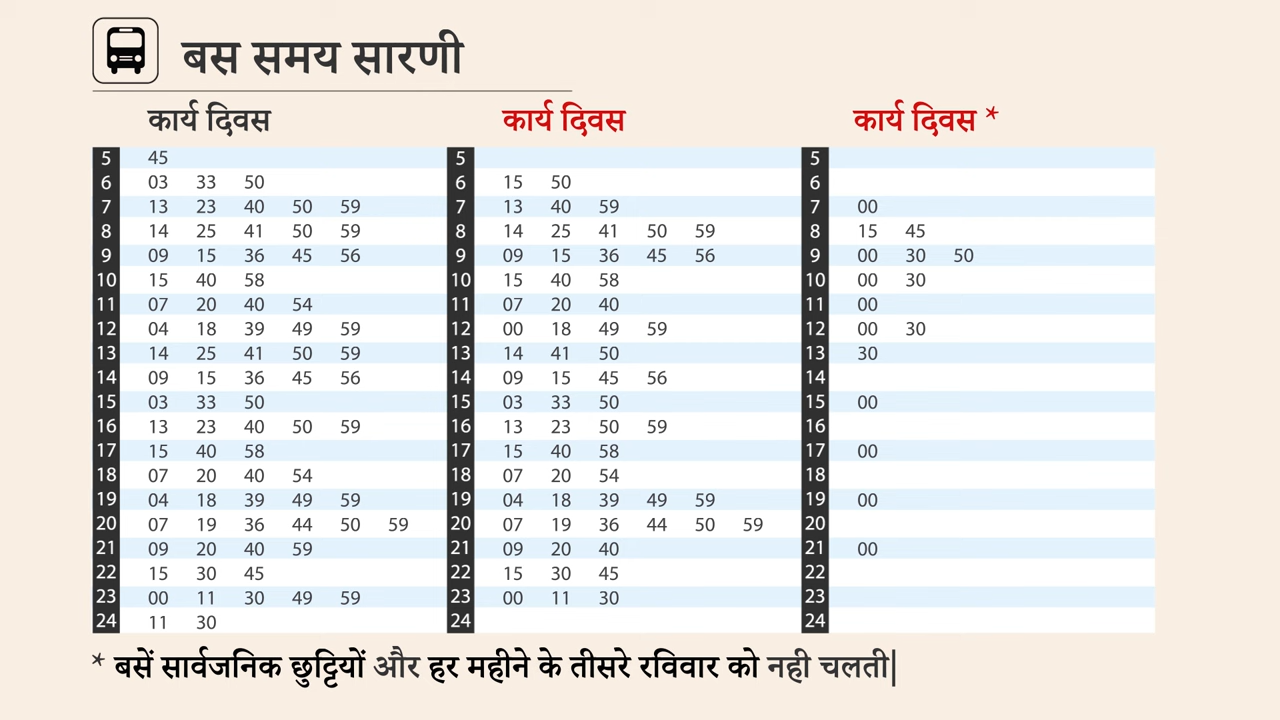 बस समय सारणी
कार्य दिवस कार्य दिवस कार्य दिवस *
5 45 5 5
6 03 33 50 6 15 50 6
7 13 23 40 50 59 7 13 40 59 7 00
8 14 25 41 50 59 8 14 25 41 50 59 8 15 45
9 09 15 36 45 56 9 09 15 36 45 56 9 00 30 50
10 15 40 58 10 15 40 58 10 00 30
11 07 20 40 54 11 07 20 40 11 00
12 04 18 39 49 59 12 00 18 49 59 12 00 30
13 14 25 41 50 59 13 14 41 50 13 30
14 09 15 36 45 56 14 09 15 45 56 14
15 03 33 50 15 03 33 50 15 00
16 13 23 40 50 59 16 13 23 50 59 16
17 15 40 58 17 15 40 58 17 00
18 07 20 40 54 18 07 20 54 18
19 04 18 39 49 59 19 04 18 39 49 59 19 00
20 07 19 36 44 50 59 20 07 19 36 44 50 59 20
21 09 20 40 59 21 09 20 40 21 00
22 15 30 45 22 15 30 45 22
23 00 11 30 49 59 23 00 11 30 23
24 11 30 24 24
* बसें सार्वजनिक छुट्टियों और हर महीने के तीसरे रविवार को नही चलती|